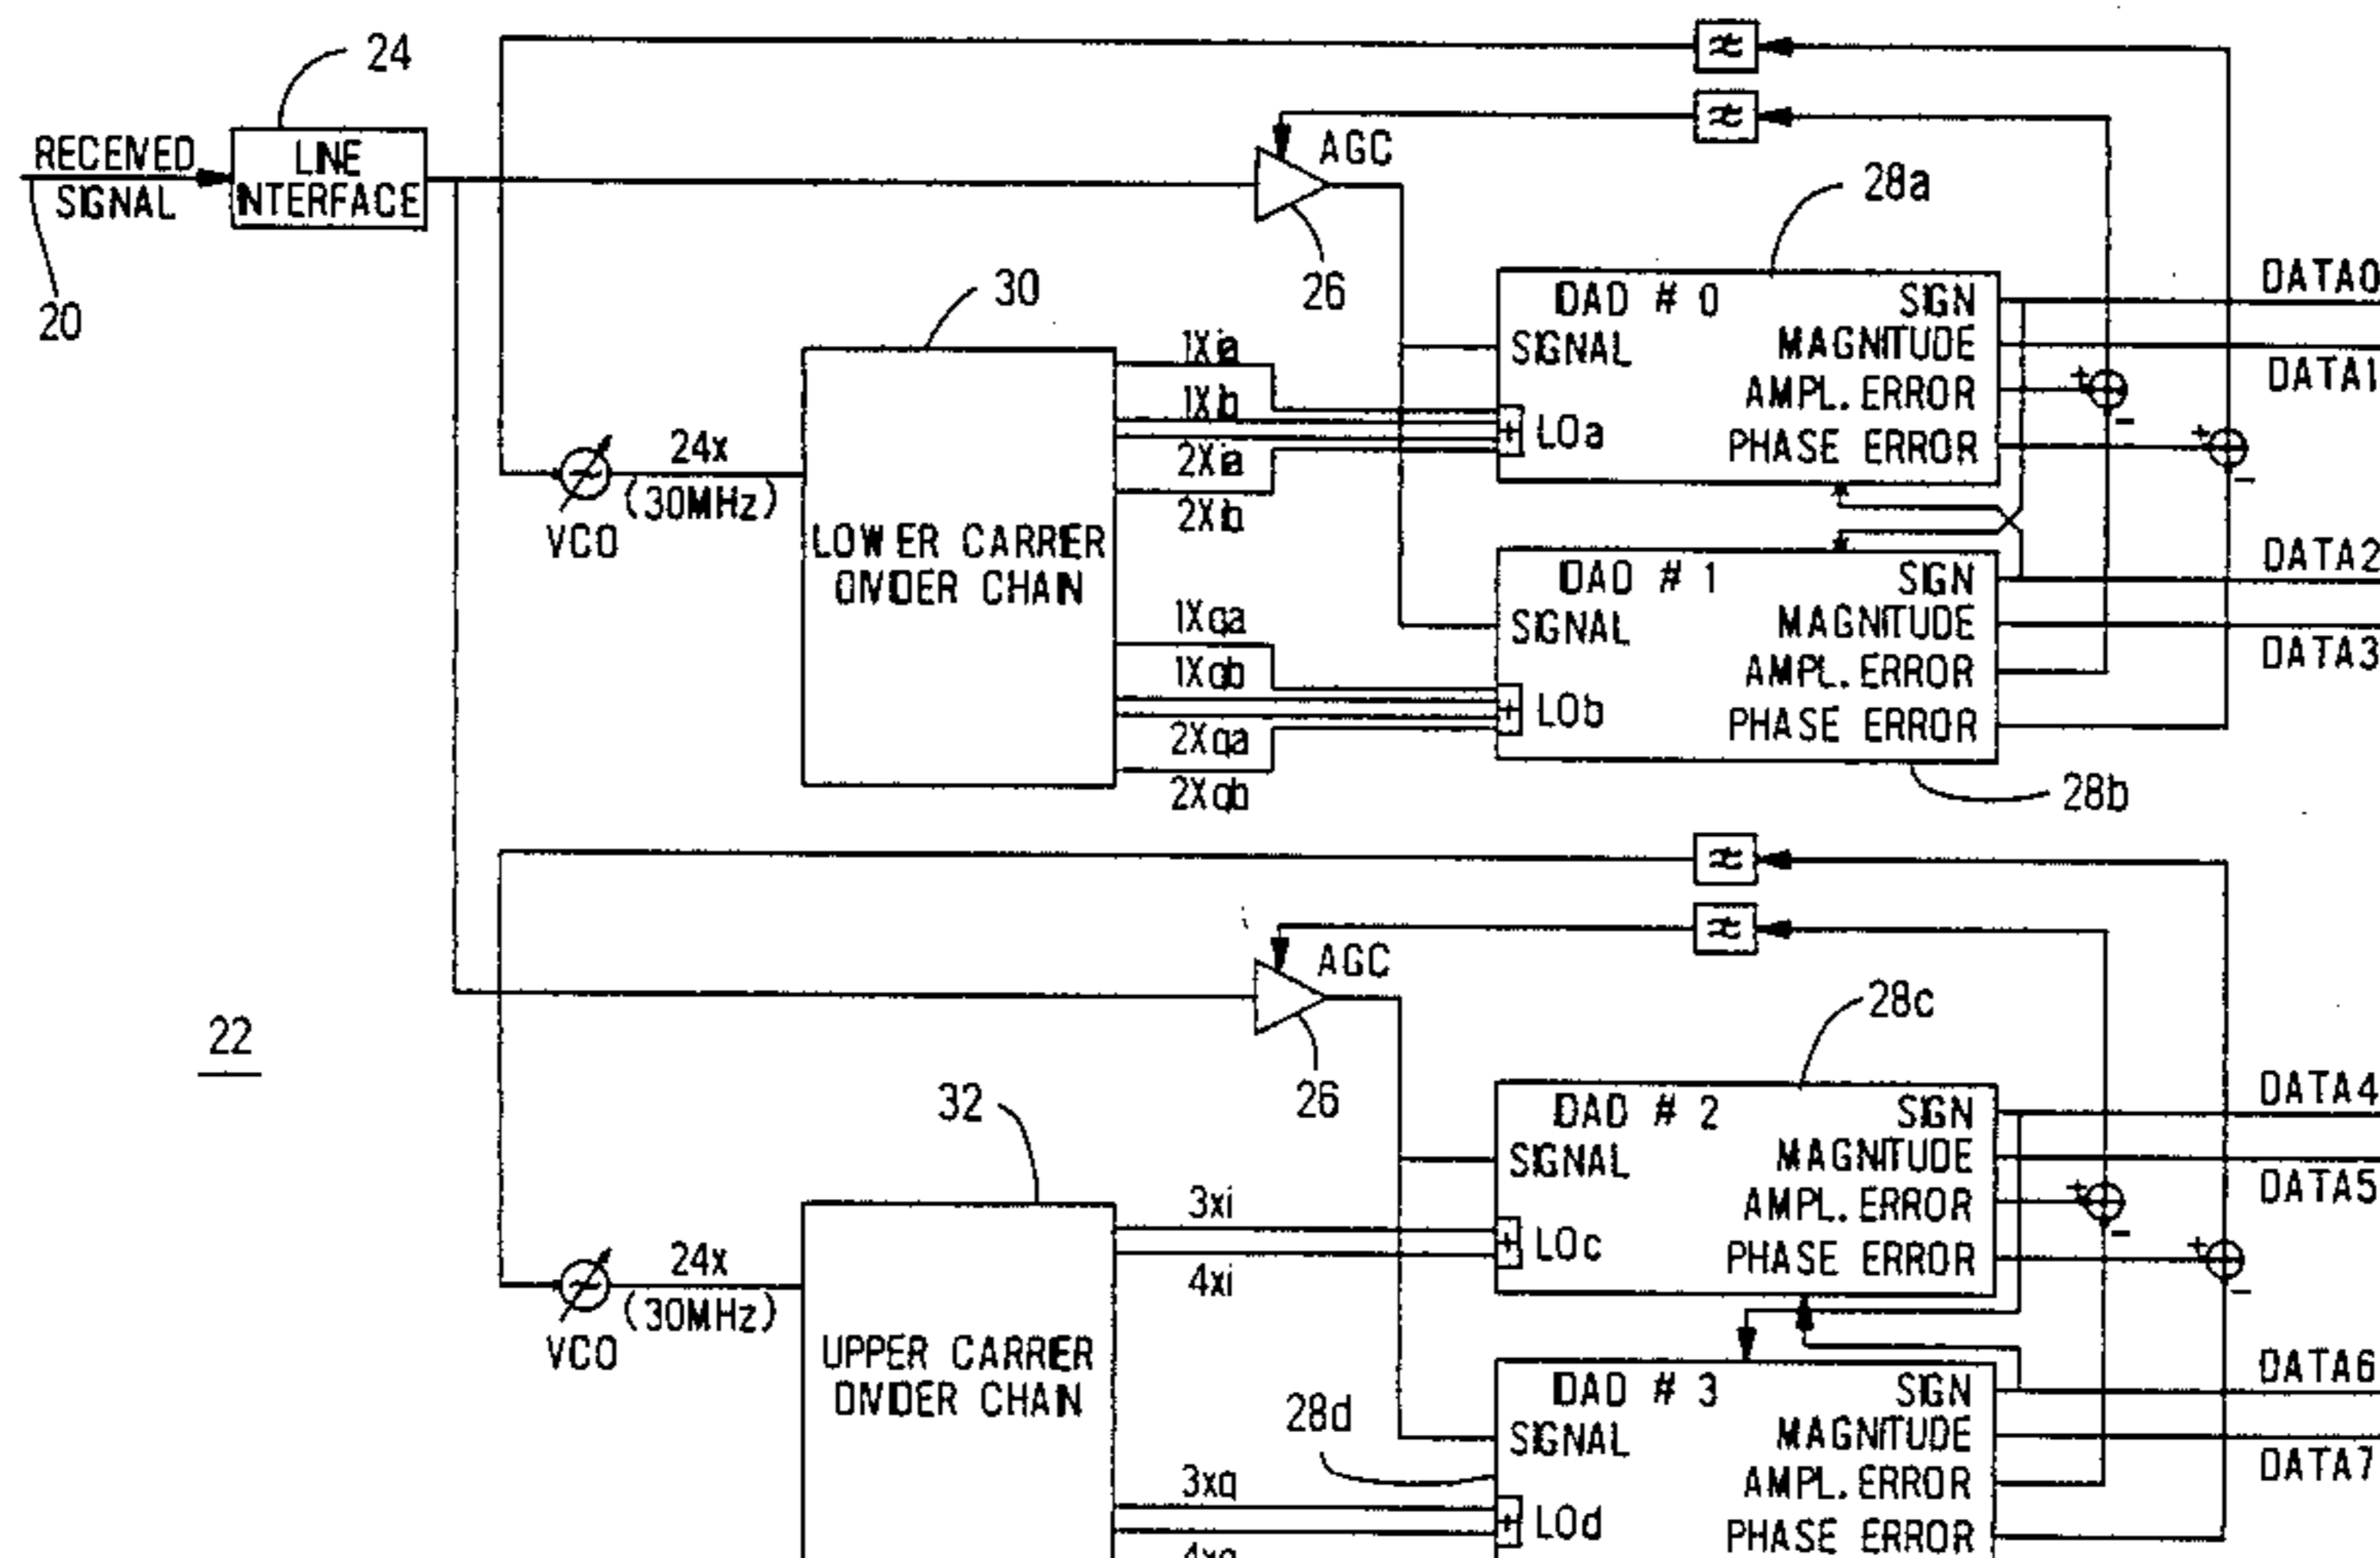 24
RECEIVED
SIGNAL
LINE
INTERFACE
20
AGC
26
28a
30
1Xia
1Xib
2Xia
2Xib
DAD # 0
SIGN
SIGNAL
MAGNITUDE
AMPL. ERROR
LOa
PHASE ERROR
+
-
+
-
DATA0
DATA1
24x
(30MHz)
VCO
LOWER CARRIER
DIVIDER CHAIN
1Xqa
1Xqb
2Xqa
2Xqb
DAD # 1
SIGN
SIGNAL
MAGNITUDE
AMPL. ERROR
LOb
PHASE ERROR
DATA2
DATA3
28b
22
AGC
26
28c
32
3xi
4xi
DAD # 2
SIGN
SIGNAL
MAGNITUDE
AMPL. ERROR
LOc
PHASE ERROR
+
-
+
-
DATA4
DATA5
24x
(30MHz)
VCO
UPPER CARRIER
DIVIDER CHAIN
28d
3xq
4xq
DAD # 3
SIGN
SIGNAL
MAGNITUDE
AMPL. ERROR
LOd
PHASE ERROR
DATA6
DATA7